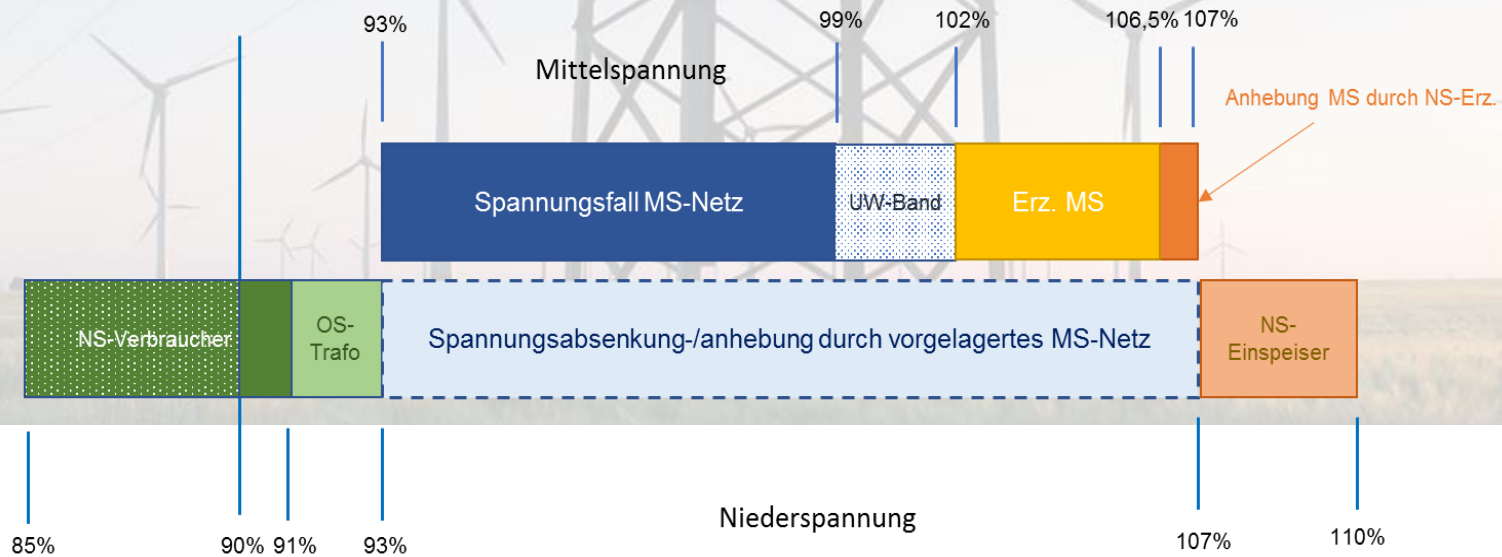 93%
99%
102%
106,5%
107%
Mittelspannung
Anhebung MS durch NS-Erz.
Spannungsfall MS-Netz
UW-Band
Erz. MS
NS-Verbraucher
OS-
Trafo
Spannungsabsenkung-/anhebung durch vorgelagertes MS-Netz
NS-
Einspeiser
Niederspannung
85%
90%
91%
93%
107%
110%